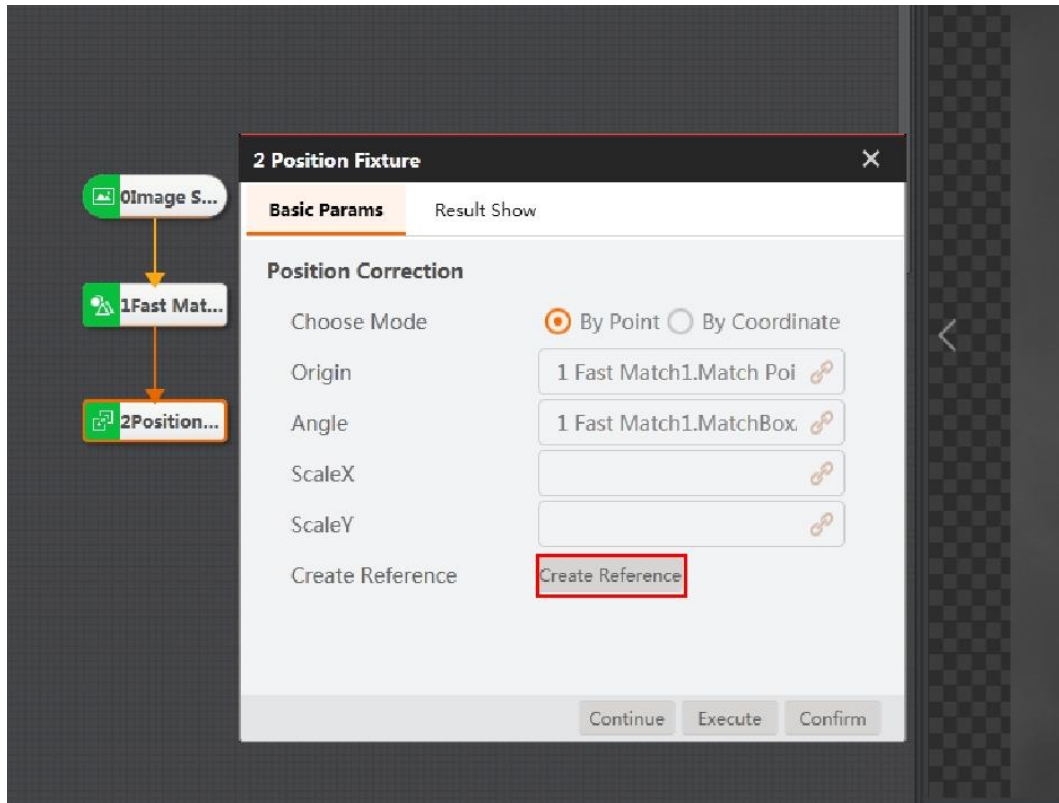 2 Position Fixture
0Image S...
Basic Params
Result Show
Position Correction
1Fast Mat...
Choose Mode
By Point
By Coordinate
Origin
1 Fast Match1.Match Poi
2Position...
Angle
1 Fast Match1.MatchBox.
ScaleX
ScaleY
Create Reference
Create Reference
Continue
Execute
Confirm